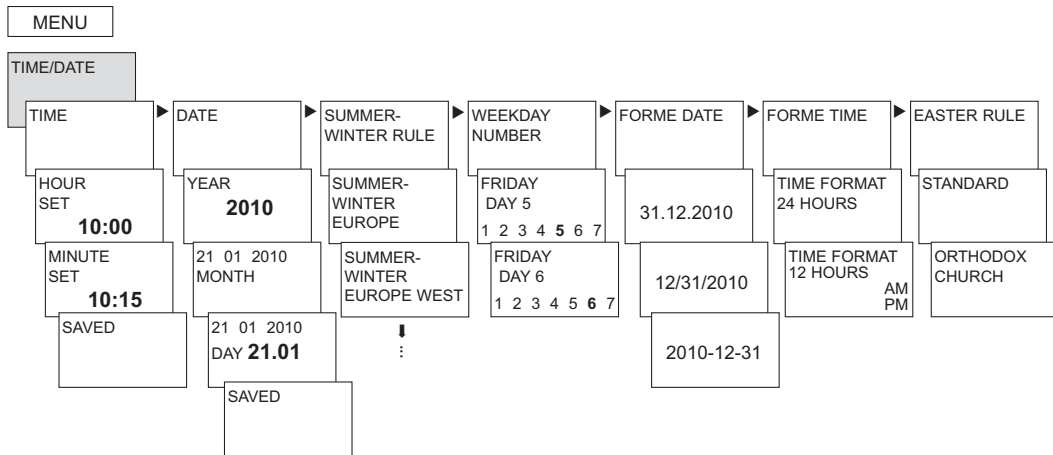 MENU
TIME/DATE
TIME
HOUR
SET
10:00
MINUTE
SET
10:15
SAVED
DATE
YEAR
2010
21 01 2010
MONTH
21 01 2010
DAY 21.01
SAVED
SUMMER-
WINTER RULE
SUMMER-
WINTER
EUROPE
SUMMER-
WINTER
EUROPE WEST
WEEKDAY
NUMBER
FRIDAY
DAY 5
1 2 3 4 5 6 7
FRIDAY
DAY 6
1 2 3 4 5 6 7
FORME DATE
31.12.2010
12/31/2010
2010-12-31
FORME TIME
TIME FORMAT
24 HOURS
TIME FORMAT
12 HOURS
AM
PM
EASTER RULE
STANDARD
ORTHODOX
CHURCH